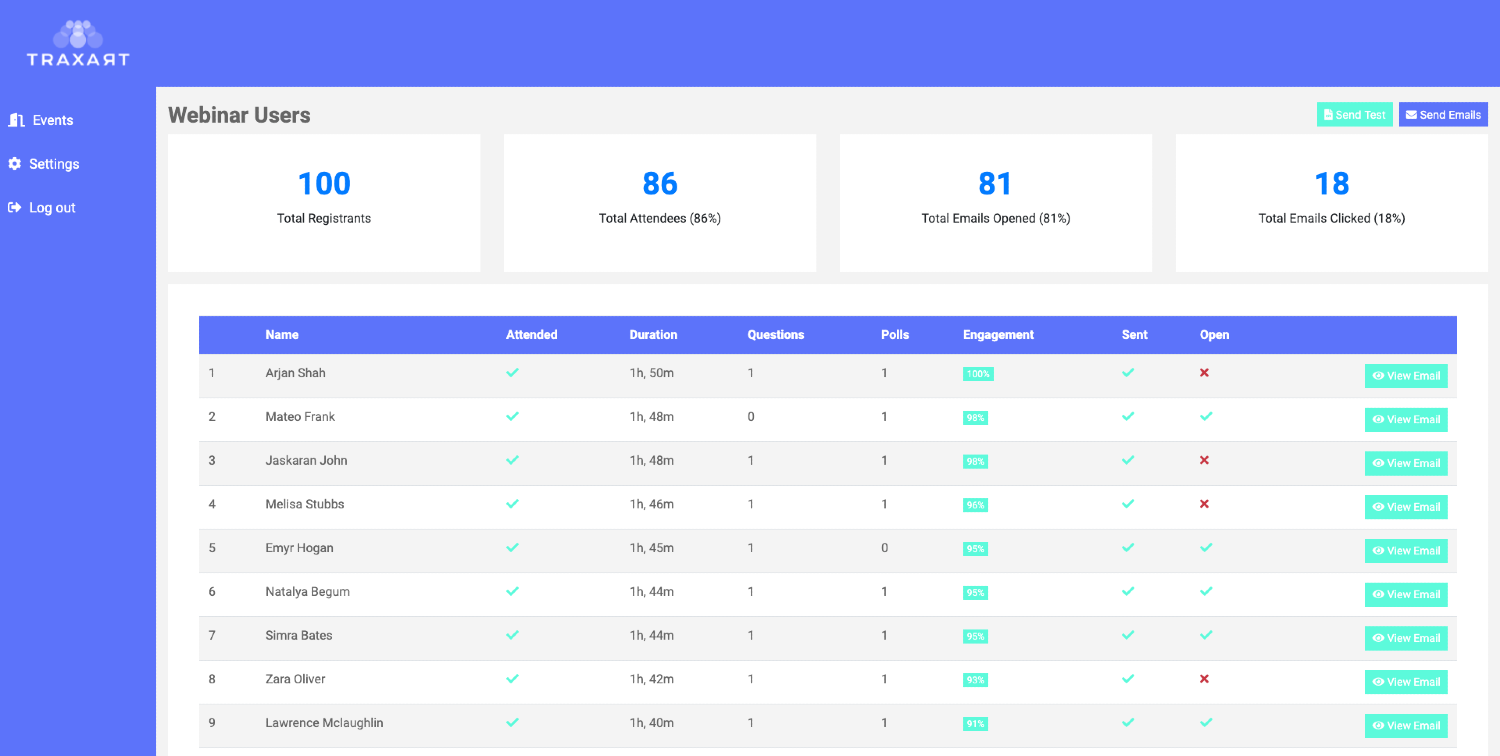 TRAXART
Events
Settings
Log out
Webinar Users
Send Test
Send Emails
100
Total Registrants
86
Total Attendees (86%)
81
Total Emails Opened (81%)
18
Total Emails Clicked (18%)
Name Attended Duration Questions Polls Engagement Sent Open
1 Arjan Shah 1h, 50m 1 1 100% View Email
2 Mateo Frank 1h, 48m 0 1 98% View Email
3 Jaskaran John 1h, 48m 1 1 98% View Email
4 Melisa Stubbs 1h, 46m 1 1 View Email
5 Emyr Hogan 1h, 45m 1 0 95% View Email
6 Natalya Begum 1h, 44m 1 1 95% View Email
7 Simra Bates 1h, 44m 1 1 95% View Email
8 Zara Oliver 1h, 42m 1 1 93% View Email
9 Lawrence Mclaughlin 1h, 40m 1 1 91% View Email